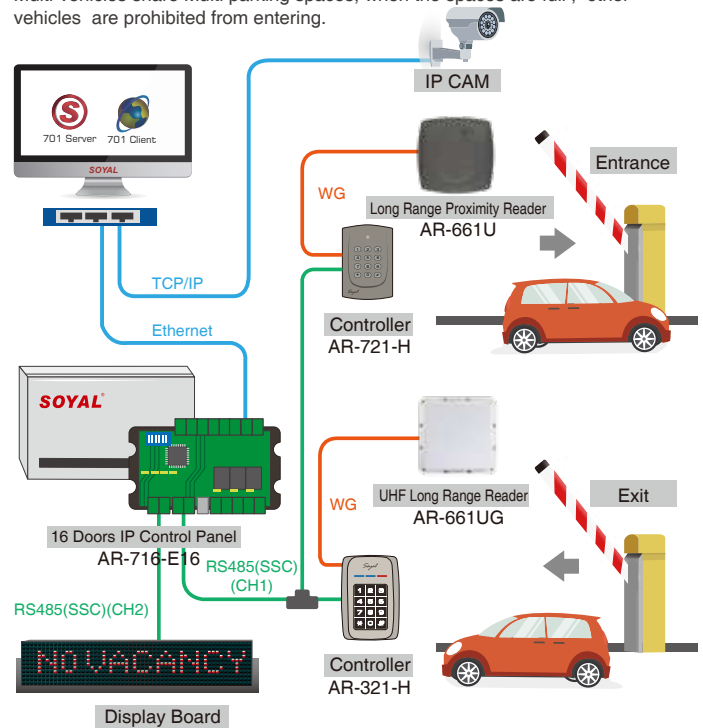 vehicles are prohibited from entering.
IP CAM
701 Server 701 Client
SOYAL
Entrance
WG
Long Range Proximity Reader
AR-661U
TCP/IP
Ethernet
Controller
AR-721-H
SOYAL
UHF Long Range Reader
AR-661UG
Exit
WG
16 Doors IP Control Panel
AR-716-E16
RS485(SSC)
(CH1)
RS485(SSC)(CH2)
NO VACANCY
Controller
AR-321-H
Display Board